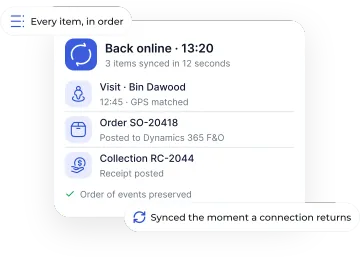 Every item, in order
Back online · 13:20
3 items synced in 12 seconds
Visit · Bin Dawood
12:45 · GPS matched
Order SO-20418
Posted to Dynamics 365 F&O
Collection RC-2044
Receipt posted
Order of events preserved
Synced the moment a connection returns